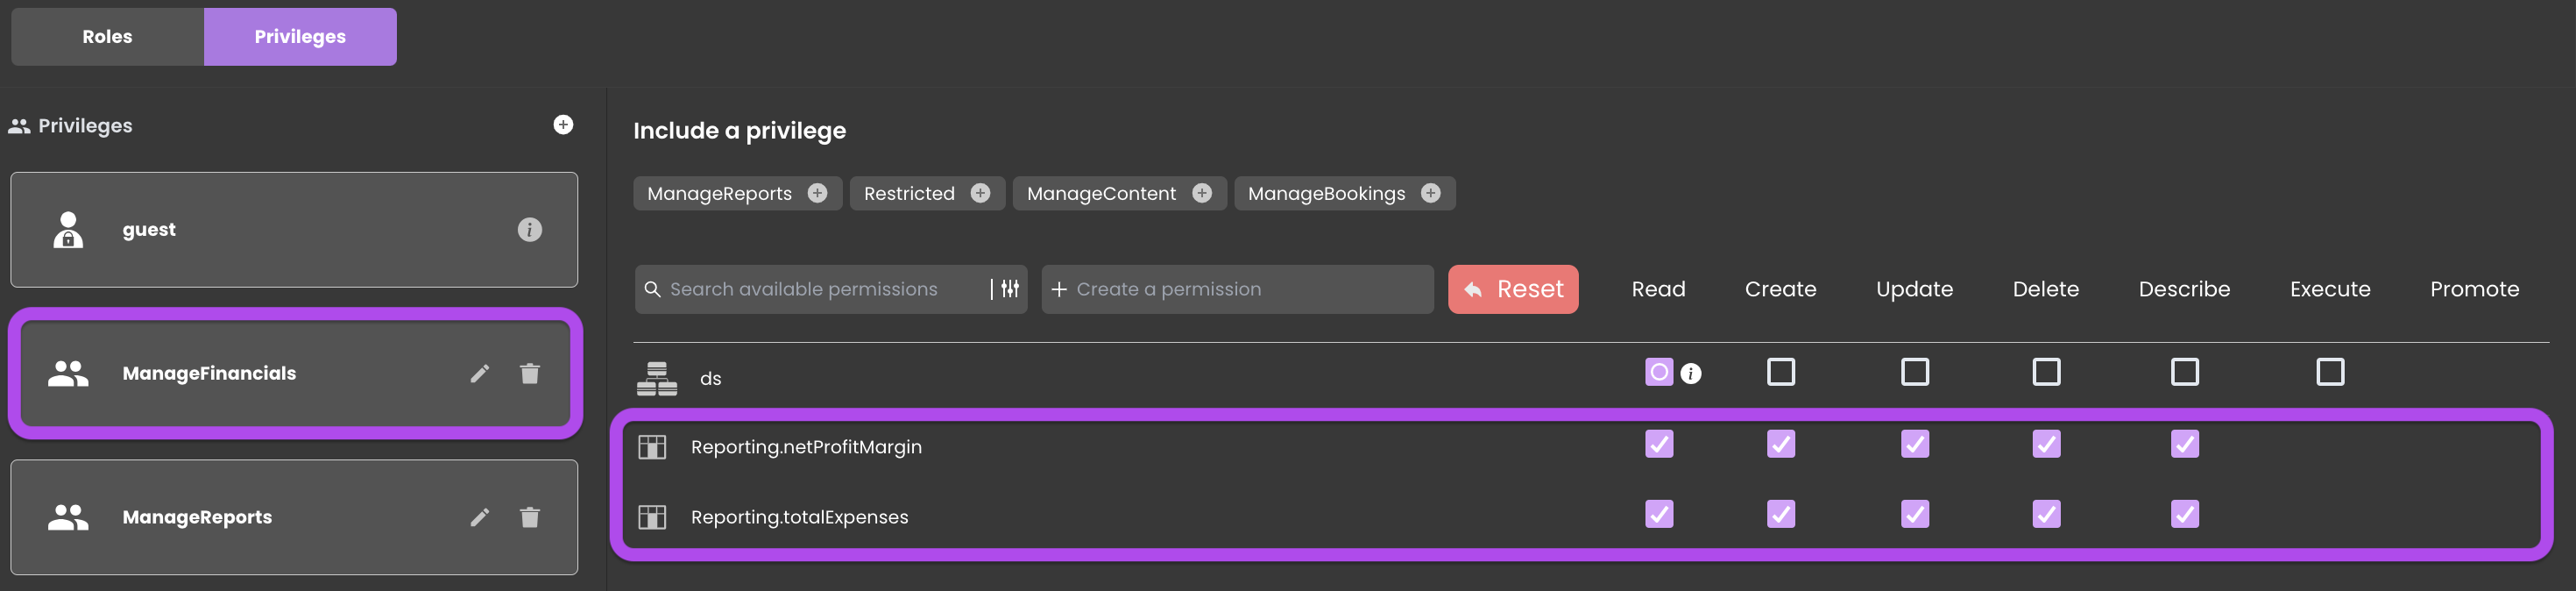 Roles Privileges
Privileges
guest
ManageFinancials
ManageReports
Include a privilege
ManageReports Restricted ManageContent ManageBookings
Search available permissions Create a permission Reset Read Create Update Delete Describe Execute Promote
ds
Reporting.netProfitMargin
Reporting.totalExpenses